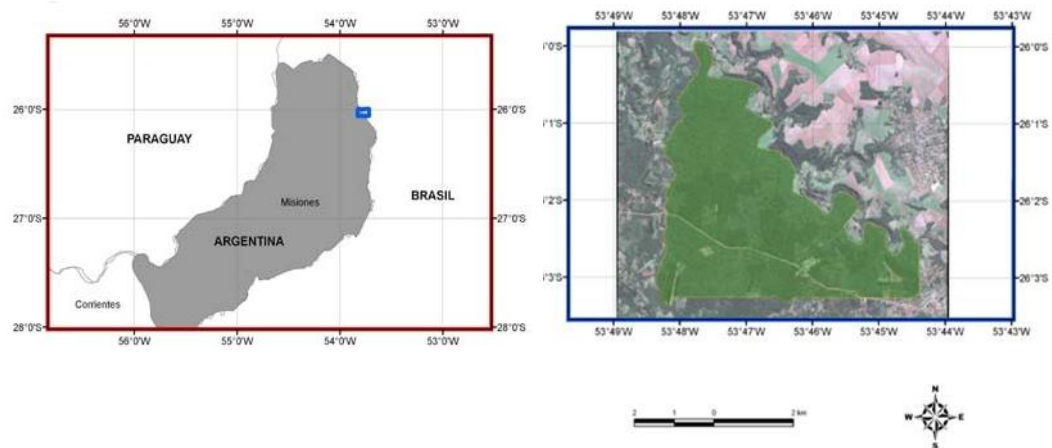 56°0'W 55°0'W 54°0'W 53°0'W
26°0'S 26°0'S
PARAGUAY
BRASIL
Misiones
27°0'S 27°0'S
ARGENTINA
Corrientes
28°0'S 28°0'S
56°0'W 55°0'W 54°0'W 53°0'W
53°49'W 53°48'W 53°47'W 53°46'W 53°45'W 53°44'W 53°43'W
26°0'S
26°1'S
26°2'S
26°3'S
53°49'W 53°48'W 53°47'W 53°46'W 53°45'W 53°44'W 53°43'W
2 1 0 2 km
N
W E
S